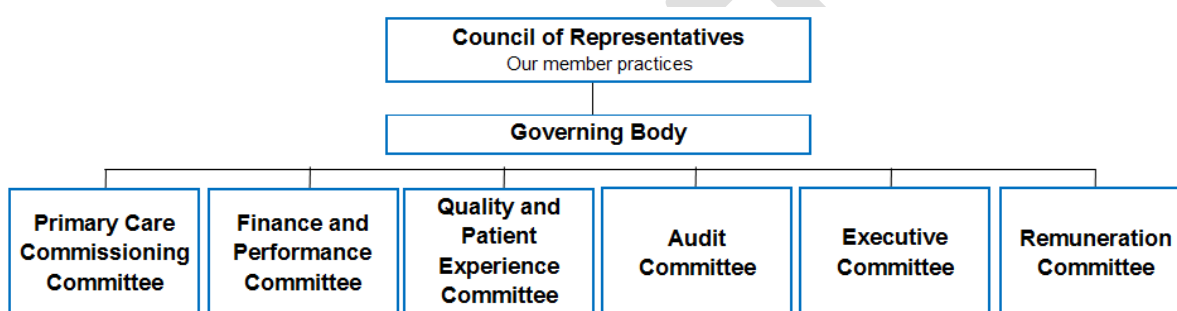 Council of Representatives
Our member practices
Governing Body
Primary Care
Commissioning
Committee
Finance and
Performance
Committee
Quality and
Patient
Experience
Committee
Audit
Committee
Executive
Committee
Remuneration
Committee